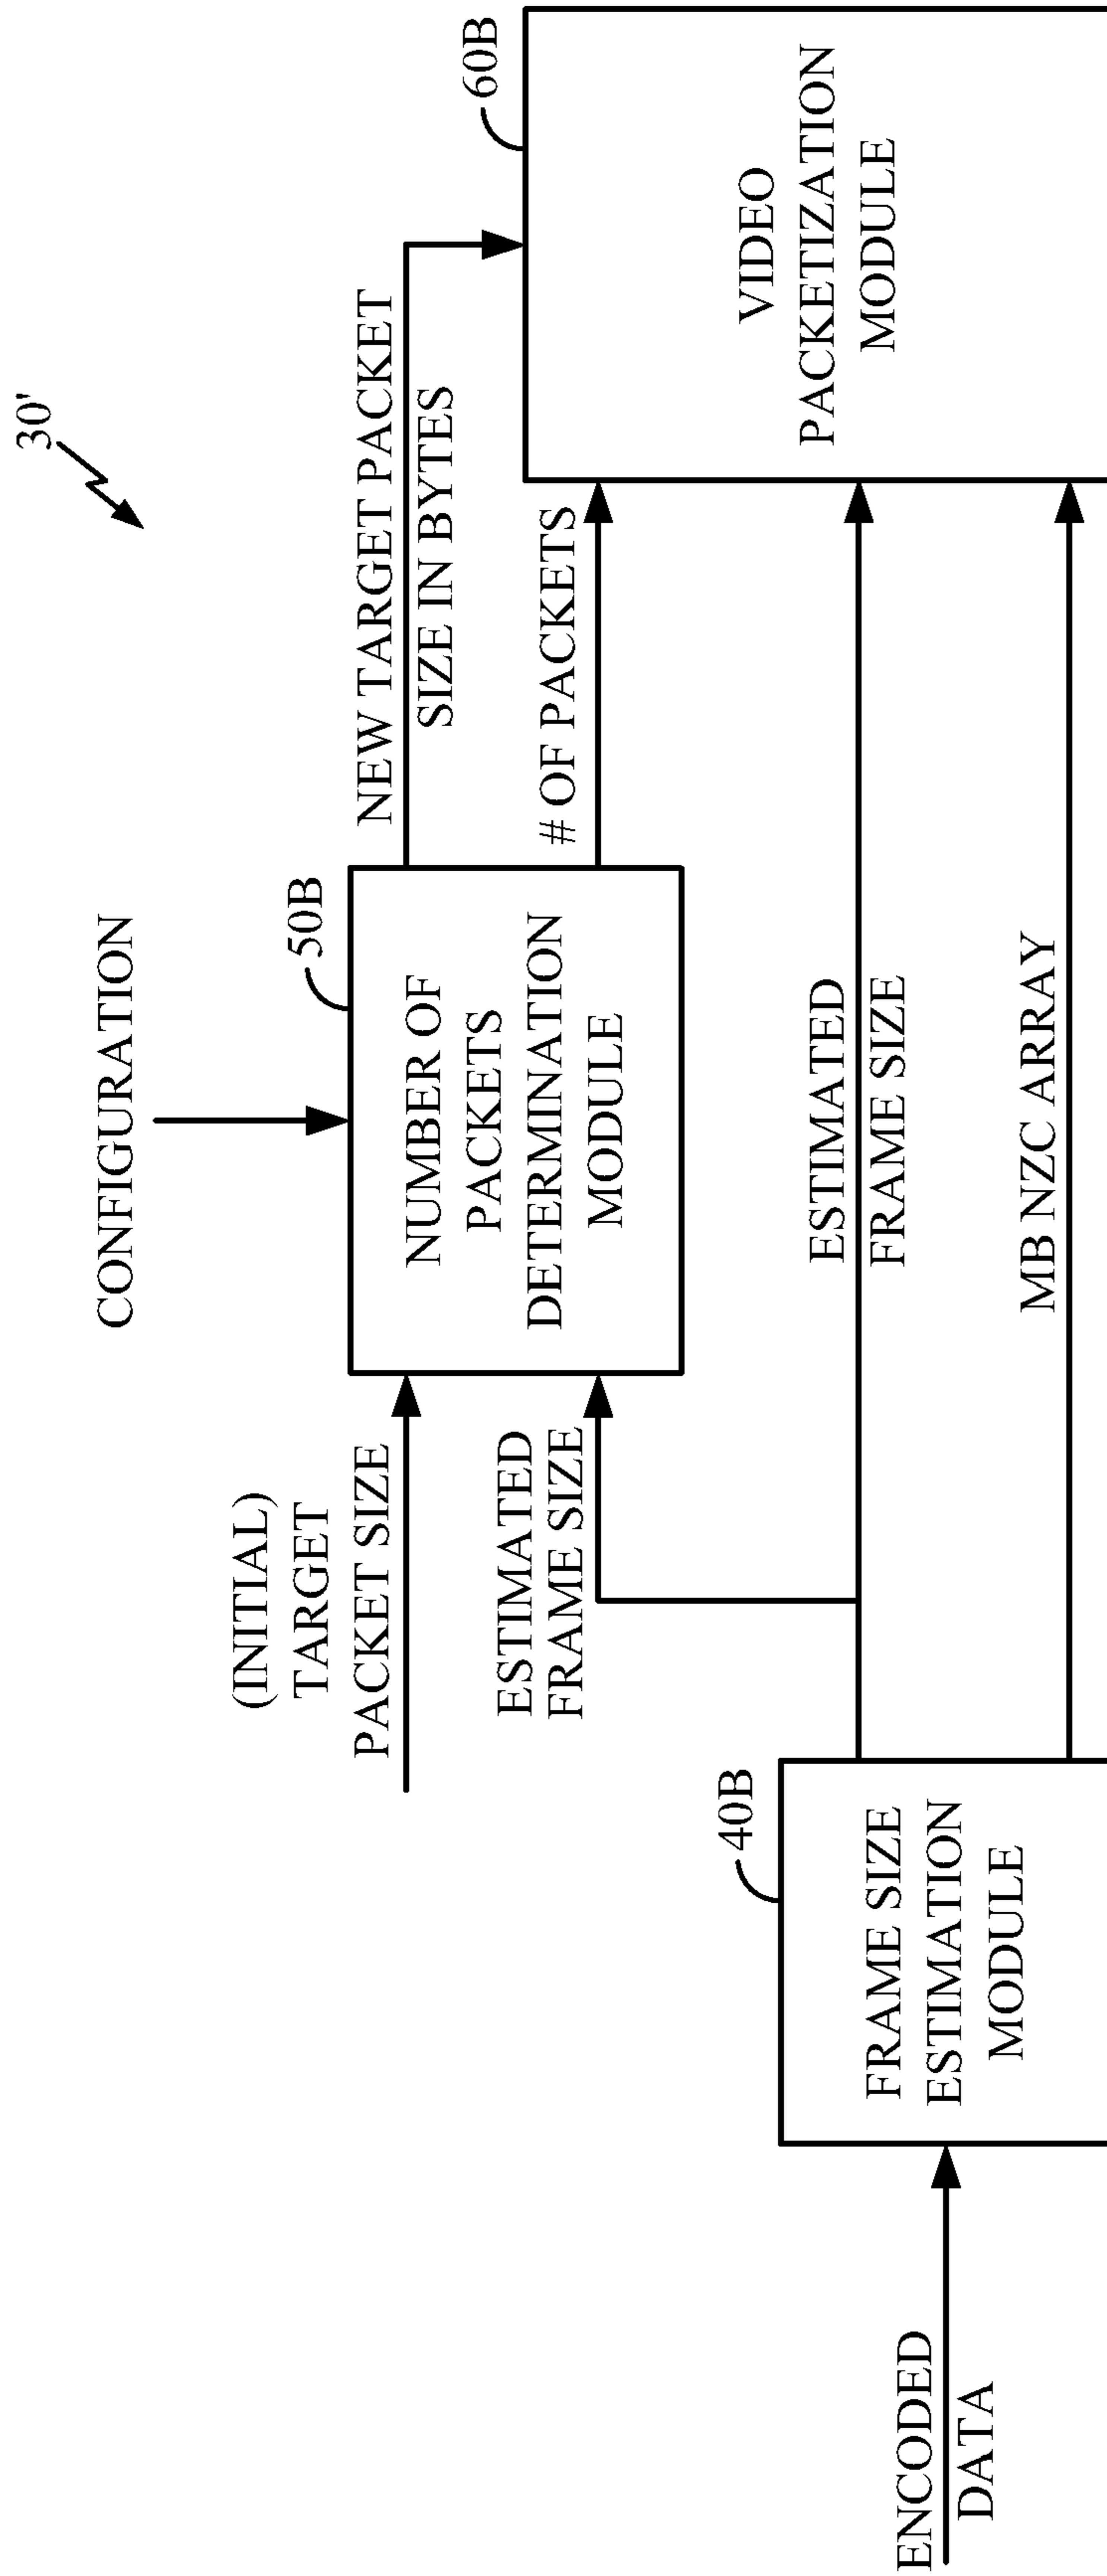 30'
CONFIGURATION
(INITIAL)
TARGET
PACKET SIZE
50B
NUMBER OF
PACKETS
DETERMINATION
MODULE
NEW TARGET PACKET
SIZE IN BYTES
60B
ESTIMATED
FRAME SIZE
# OF PACKETS
VIDEO
PACKETIZATION
MODULE
40B
ENCODED
DATA
FRAME SIZE
ESTIMATION
MODULE
ESTIMATED
FRAME SIZE
MB NZC ARRAY